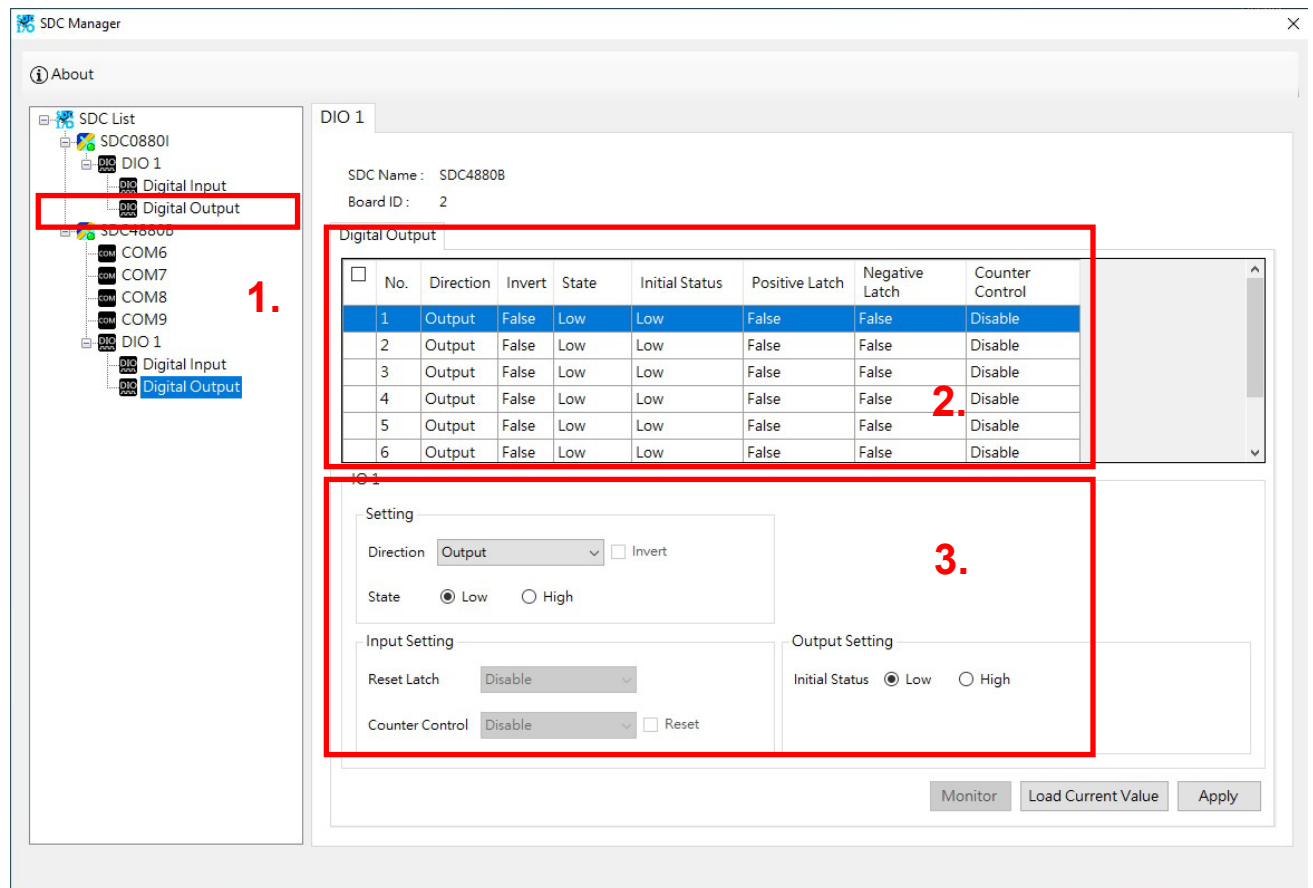 SDC Manager
About
SDC List
SDC0880I
DIO 1
Digital Input
Digital Output
SDC4880B
COM6
COM7
COM8
COM9
DIO 1
Digital Input
Digital Output
1.
DIO 1
SDC Name : SDC4880B
Board ID : 2
Digital Output
No. Direction Invert State Initial Status Positive Latch Negative Latch Counter Control
1 Output False Low Low False False Disable
2 Output False Low Low False False Disable
3 Output False Low Low False False Disable
4 Output False Low Low False False Disable
5 Output False Low Low False False Disable
6 Output False Low Low False False Disable
2.
IO 1
Setting
Direction Output Invert
State Low High
3.
Input Setting
Reset Latch Disable
Counter Control Disable Reset
Output Setting
Initial Status Low High
Monitor Load Current Value Apply